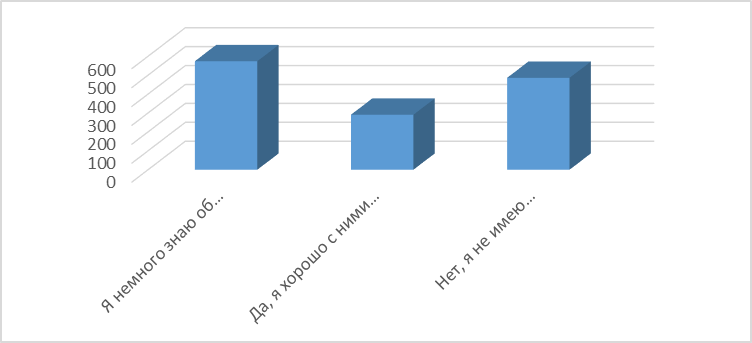 600
500
400
300
200
100
0
Я немного знаю об...
Да, я хорошо с ними...
Нет, я не имею...